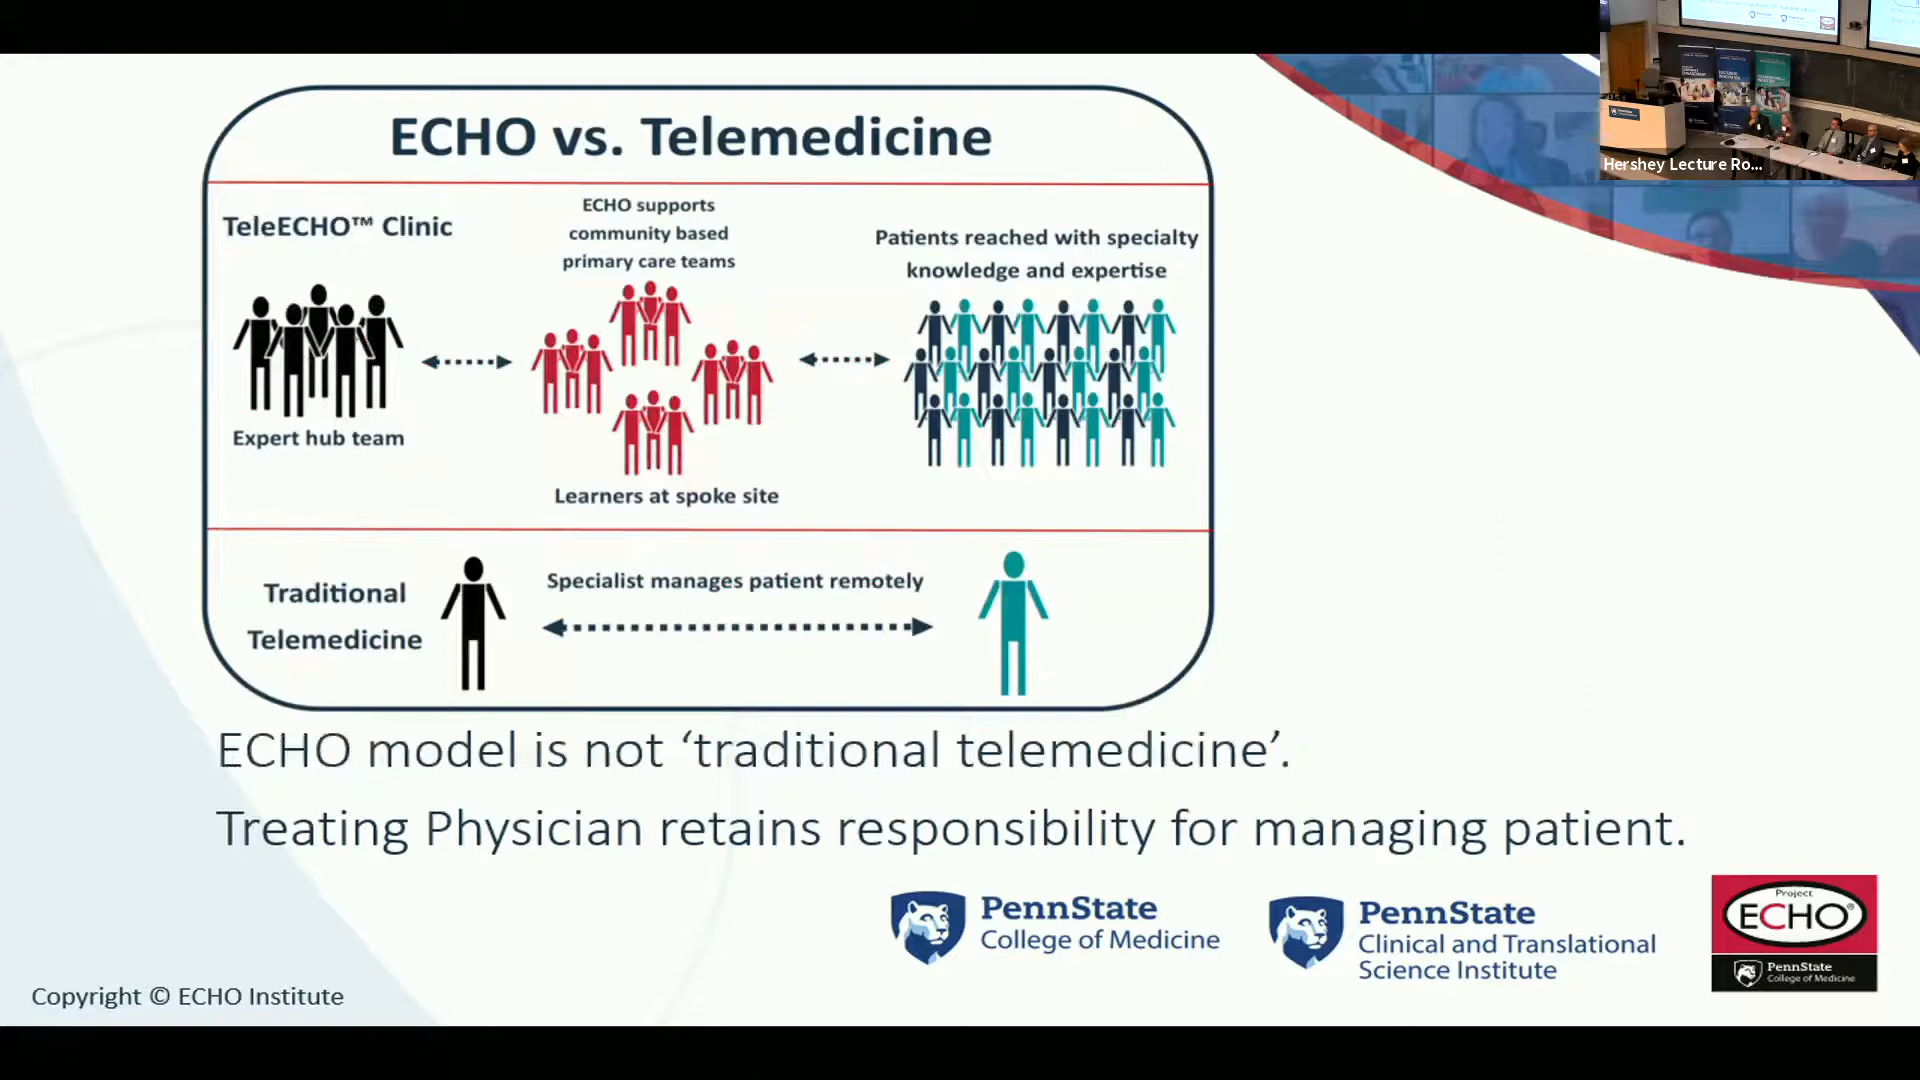 ECHO vs. Telemedicine
TeleECHO™ Clinic
ECHO supports
community based
primary care teams
Patients reached with specialty
knowledge and expertise
Expert hub team
Learners at spoke site
Traditional
Telemedicine
Specialist manages patient remotely
ECHO model is not ‘traditional telemedicine’.
Treating Physician retains responsibility for managing patient.
PennState
College of Medicine
PennState
Clinical and Translational
Science Institute
Project
ECHO®
PennState
College of Medicine
Copyright © ECHO Institute
Hershey Lecture Ro...